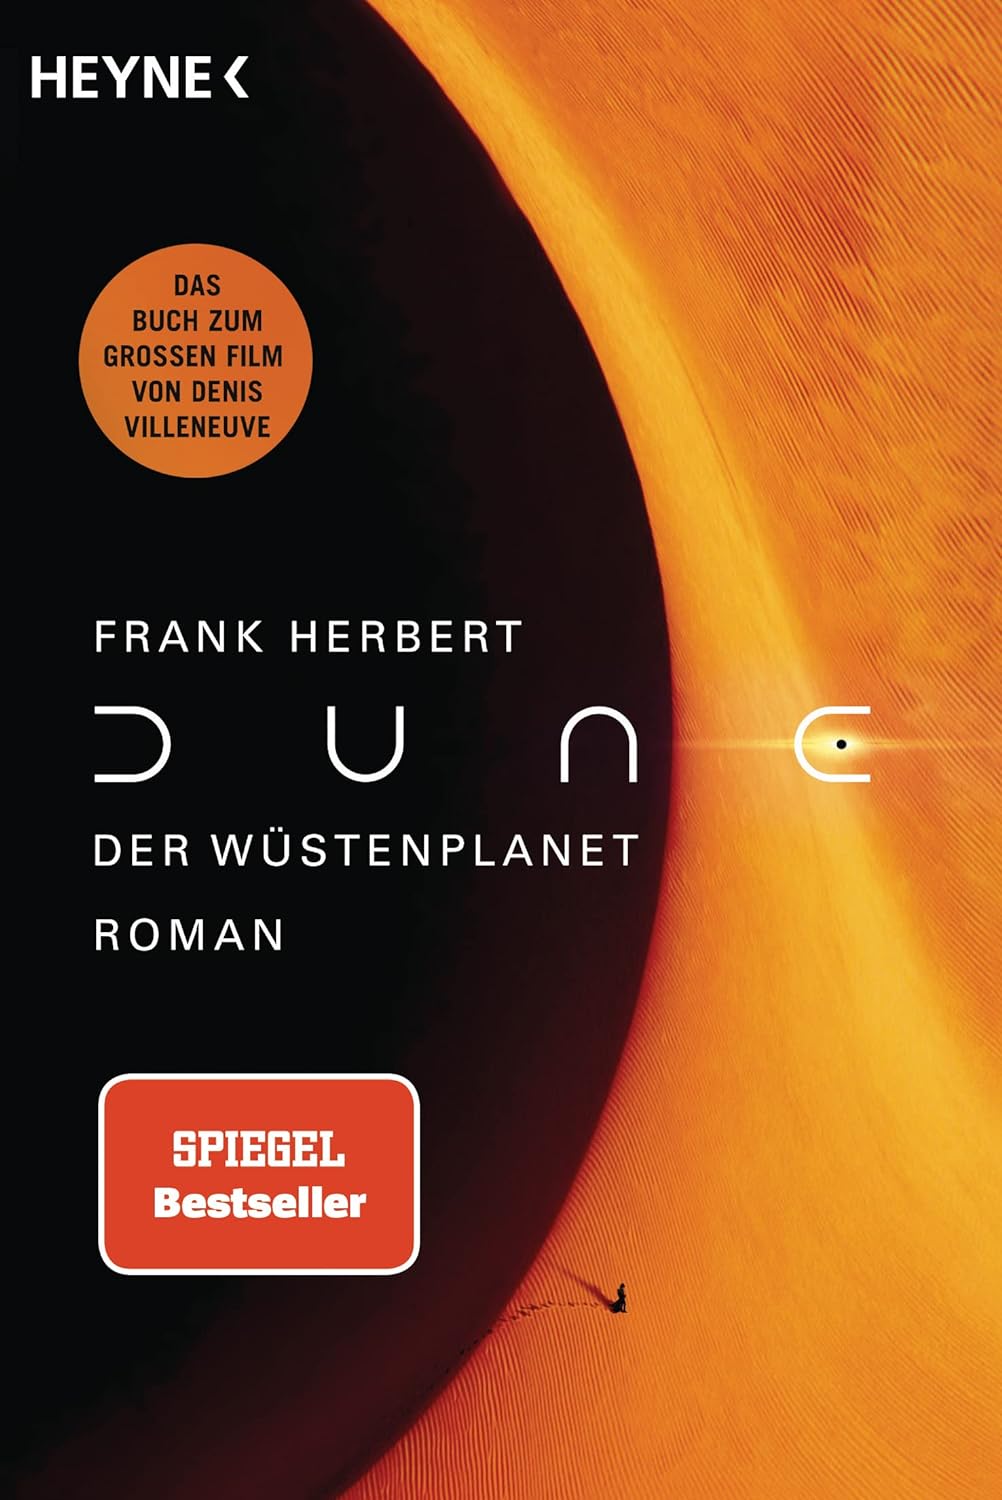 HEYNE
DAS
BUCH ZUM
GROSSEN FILM
VON DENIS
VILLENEUVE
FRANK HERBERT
DUNE
DER WÜSTENPLANET
ROMAN
SPIEGEL
Bestseller